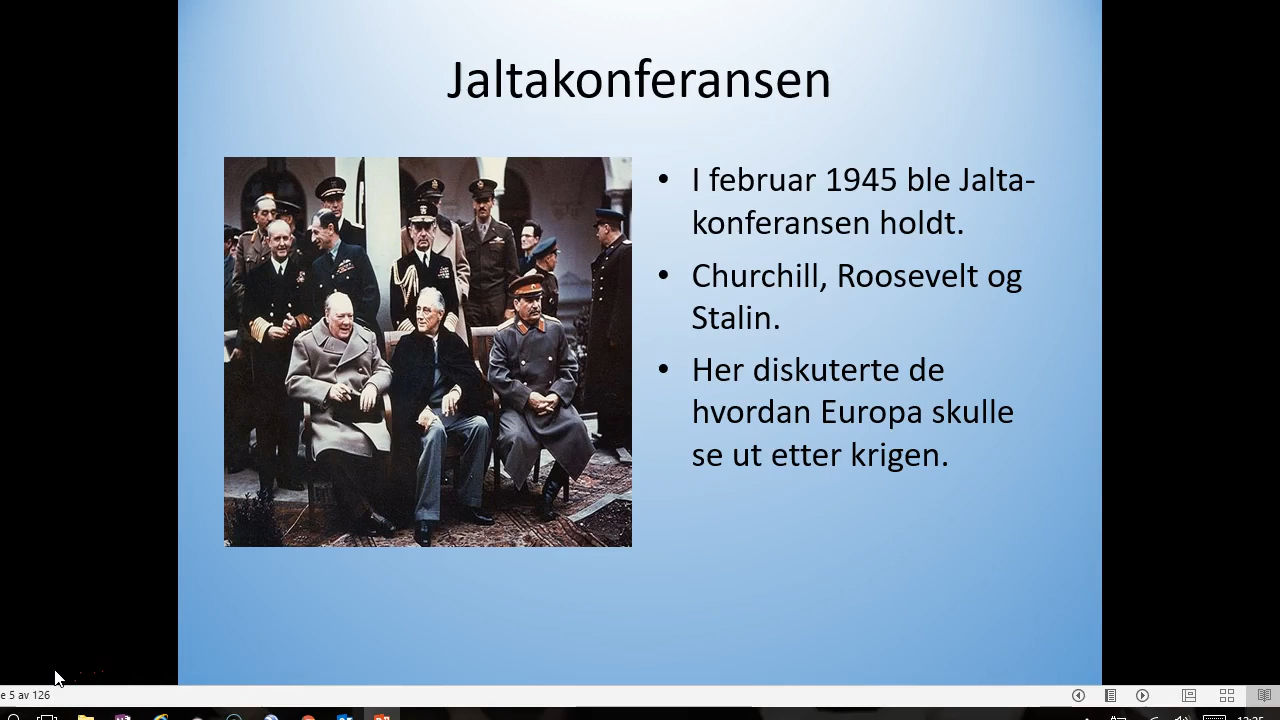 Jaltakonferansen
• I februar 1945 ble Jalta-
konferansen holdt.
• Churchill, Roosevelt og
Stalin.
• Her diskuterte de
hvordan Europa skulle
se ut etter krigen.
e 5 av 126